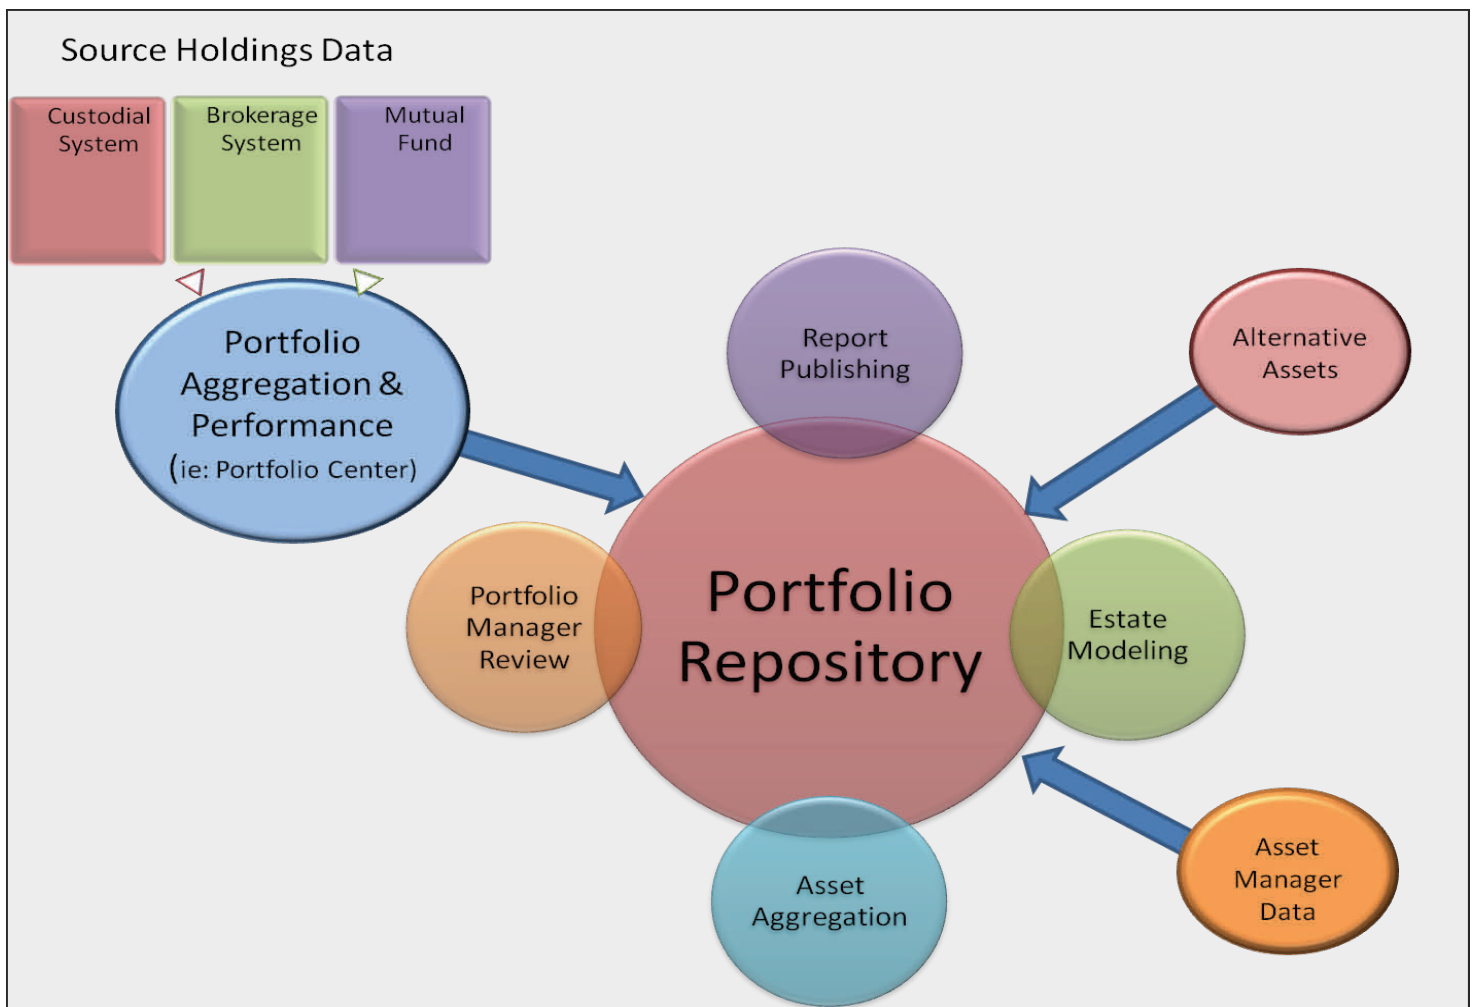 Source Holdings Data
Custodial
System
Brokerage
System
Mutual
Fund
Portfolio
Aggregation &
Performance
(ie: Portfolio Center)
Report
Publishing
Alternative
Assets
Portfolio
Manager
Review
Portfolio
Repository
Estate
Modeling
Asset
Aggregation
Asset
Manager
Data